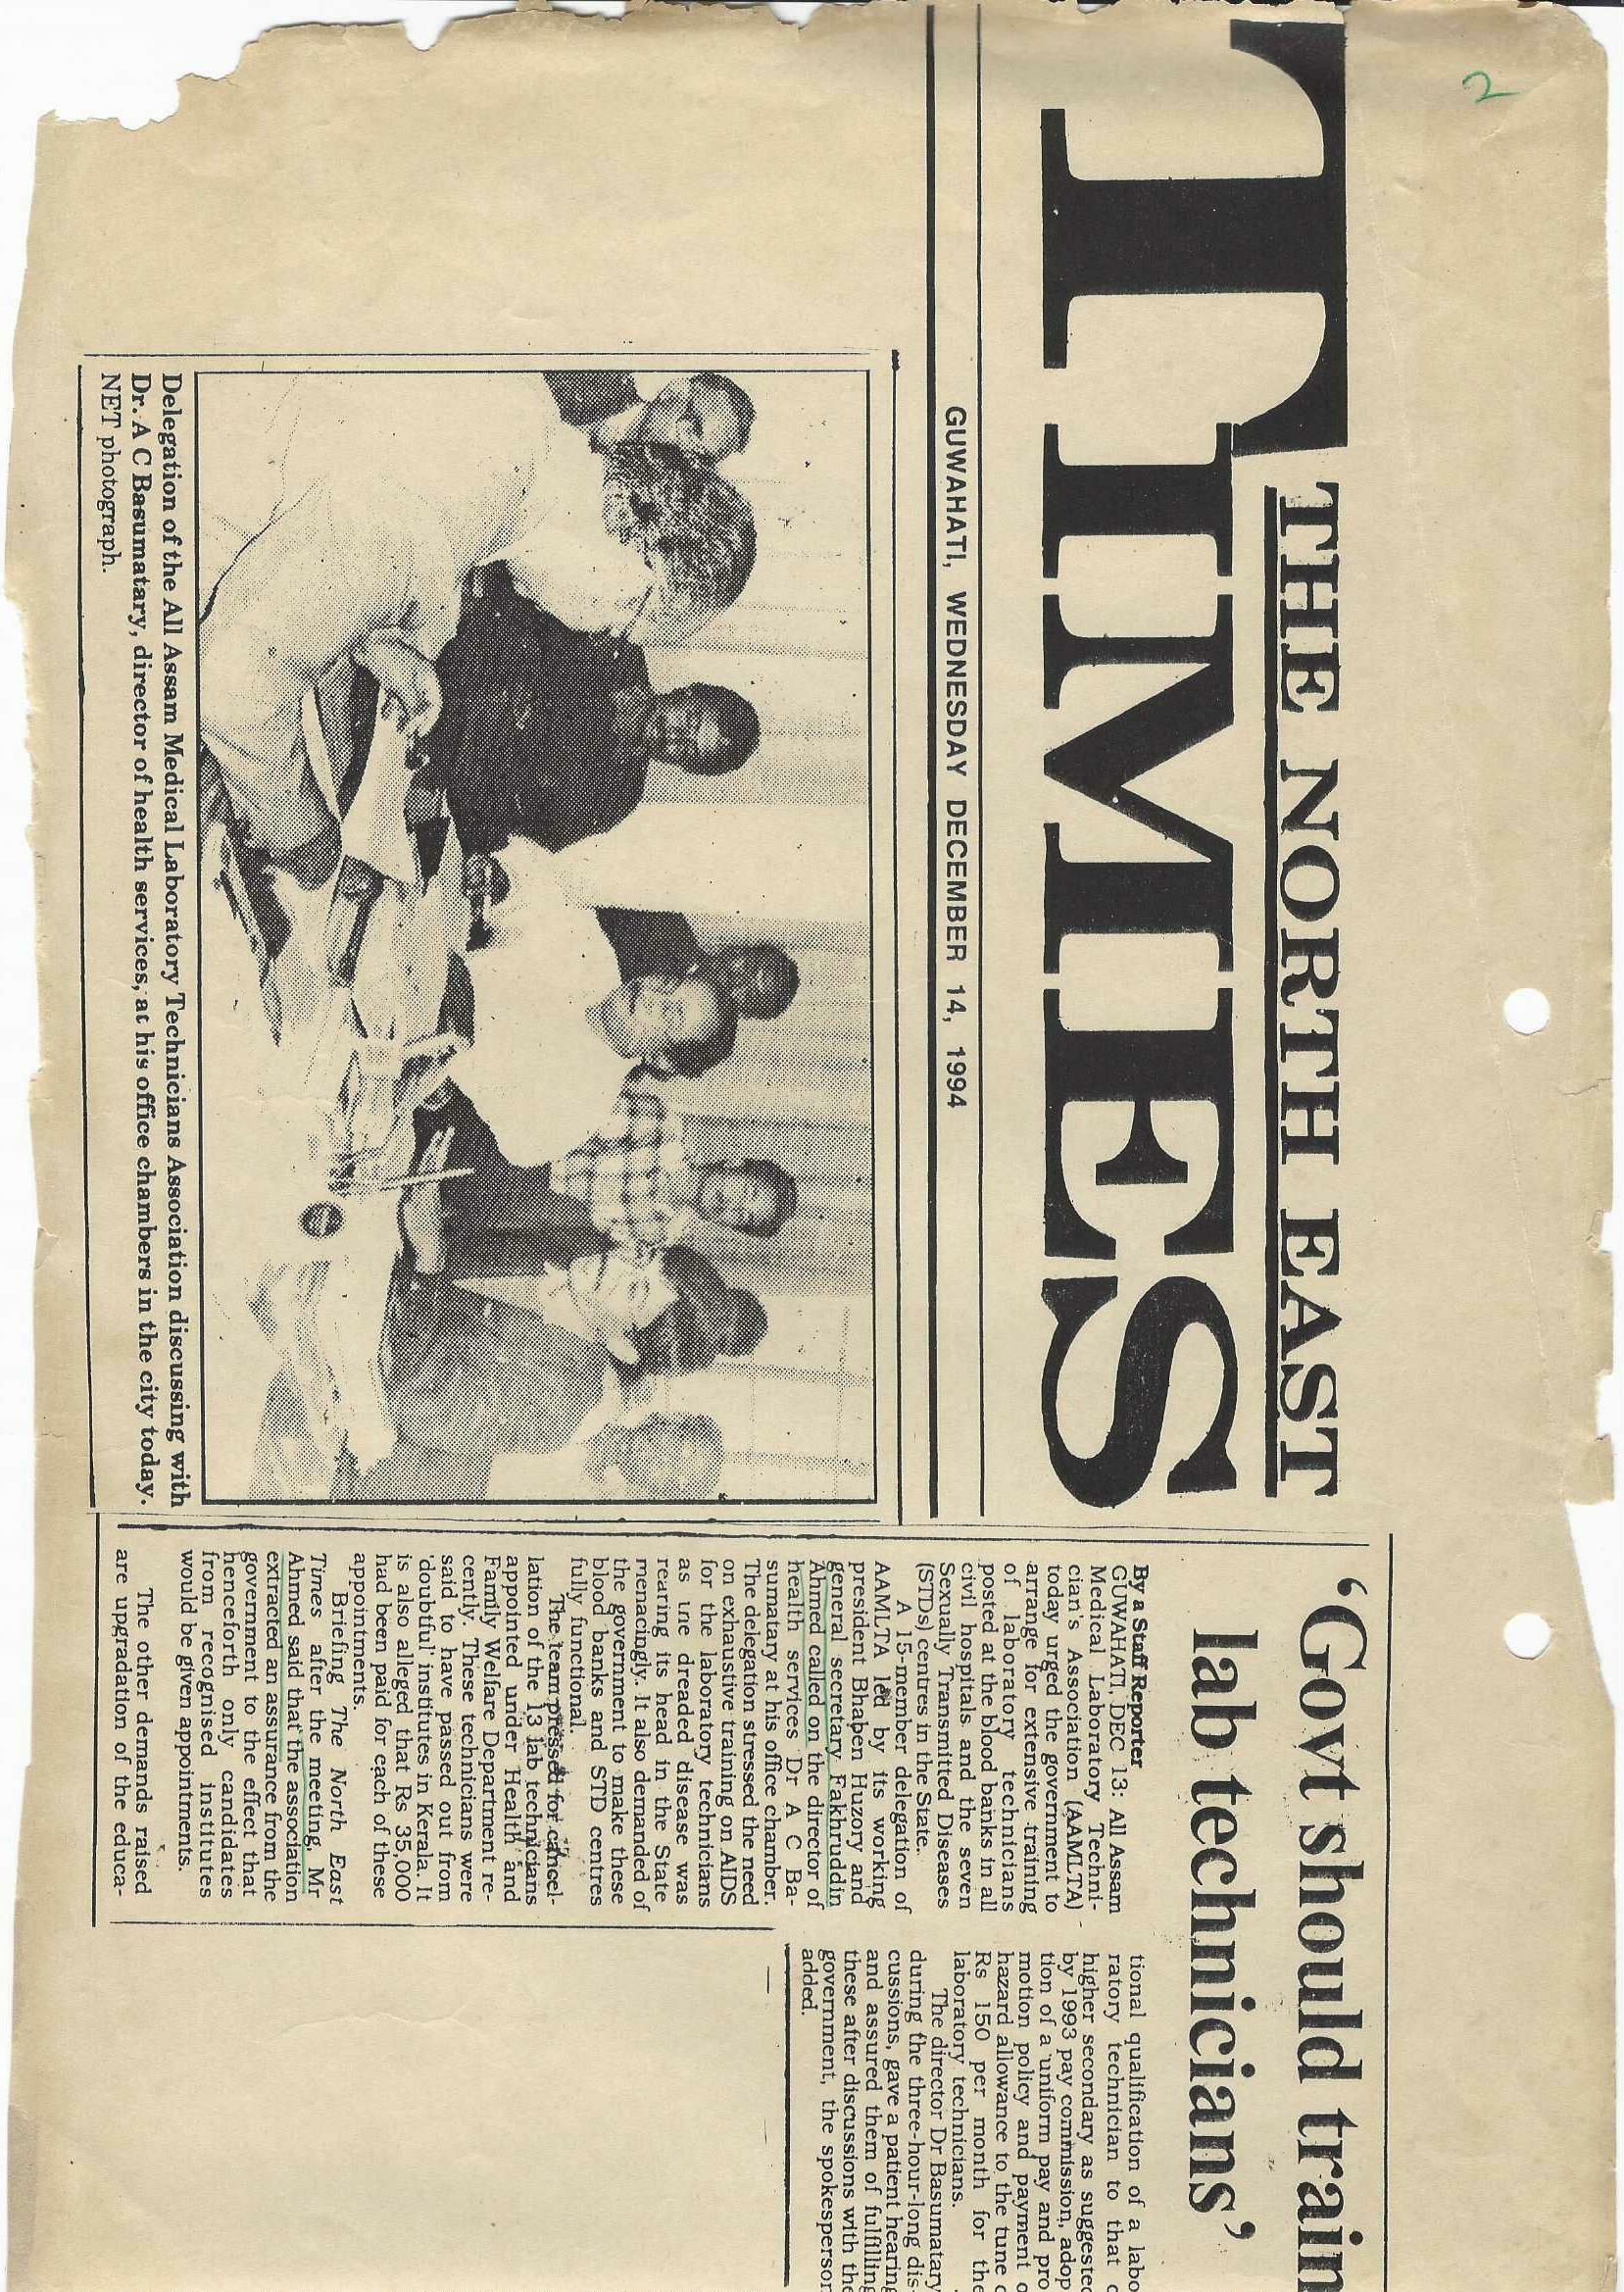 2
THE NORTH EAST
TIMES
GUWAHATI, WEDNESDAY DECEMBER 14, 1994
Delegation of the All Assam Medical Laboratory Technicians Association discussing with
Dr. A C Basumatary, director of health services, at his office chambers in the city today.
NET photograph.
‘Govt should train
lab technicians’
By a Staff Reporter
GUWAHATI, DEC 13: All Assam
Medical Laboratory Techni-
cian's Association (AAMLTA)
today urged the government to
arrange for extensive training
of laboratory technicians
posted at the blood banks in all
civil hospitals and the seven
Sexually Transmitted Diseases
(STDs) centres in the State.
A 15-member delegation of
AAMLTA led by its working
president Bhaben Huzory and
general secretary Fakhruddin
Ahmed called on the director of
health services Dr A C Ba-
sumatary at his office chamber.
The delegation stressed the need
on exhaustive training on AIDS
for the laboratory technicians
as the dreaded disease was
rearing its head in the State
menacingly. It also demanded of
the government to make these
blood banks and STD centres
fully functional.
The team pressed for cancel-
lation of the 13 lab technicians
appointed under Health and
Family Welfare Department re-
cently. These technicians were
said to have passed out from
'doubtful' institutes in Kerala. It
is also alleged that Rs 35,000
had been paid for each of these
appointments.
Briefing The North East
Times after the meeting, Mr
Ahmed said that the association
extracted an assurance from the
government to the effect that
henceforth only candidates
from recognised institutes
would be given appointments.
The other demands raised
are upgradation of the educa-
tional qualification of a labo
ratory technician to that
higher secondary as suggested
by 1993 pay commission, adop
tion of a uniform pay and pro
motion policy and payment
hazard allowance to the tune
Rs 150 per month for the
laboratory technicians.
The director Dr Basumatary
during the three-hour-long dis-
cussions, gave a patient hearing
and assured them of fulfilling
these after discussions with the
government, the spokesperson
added.